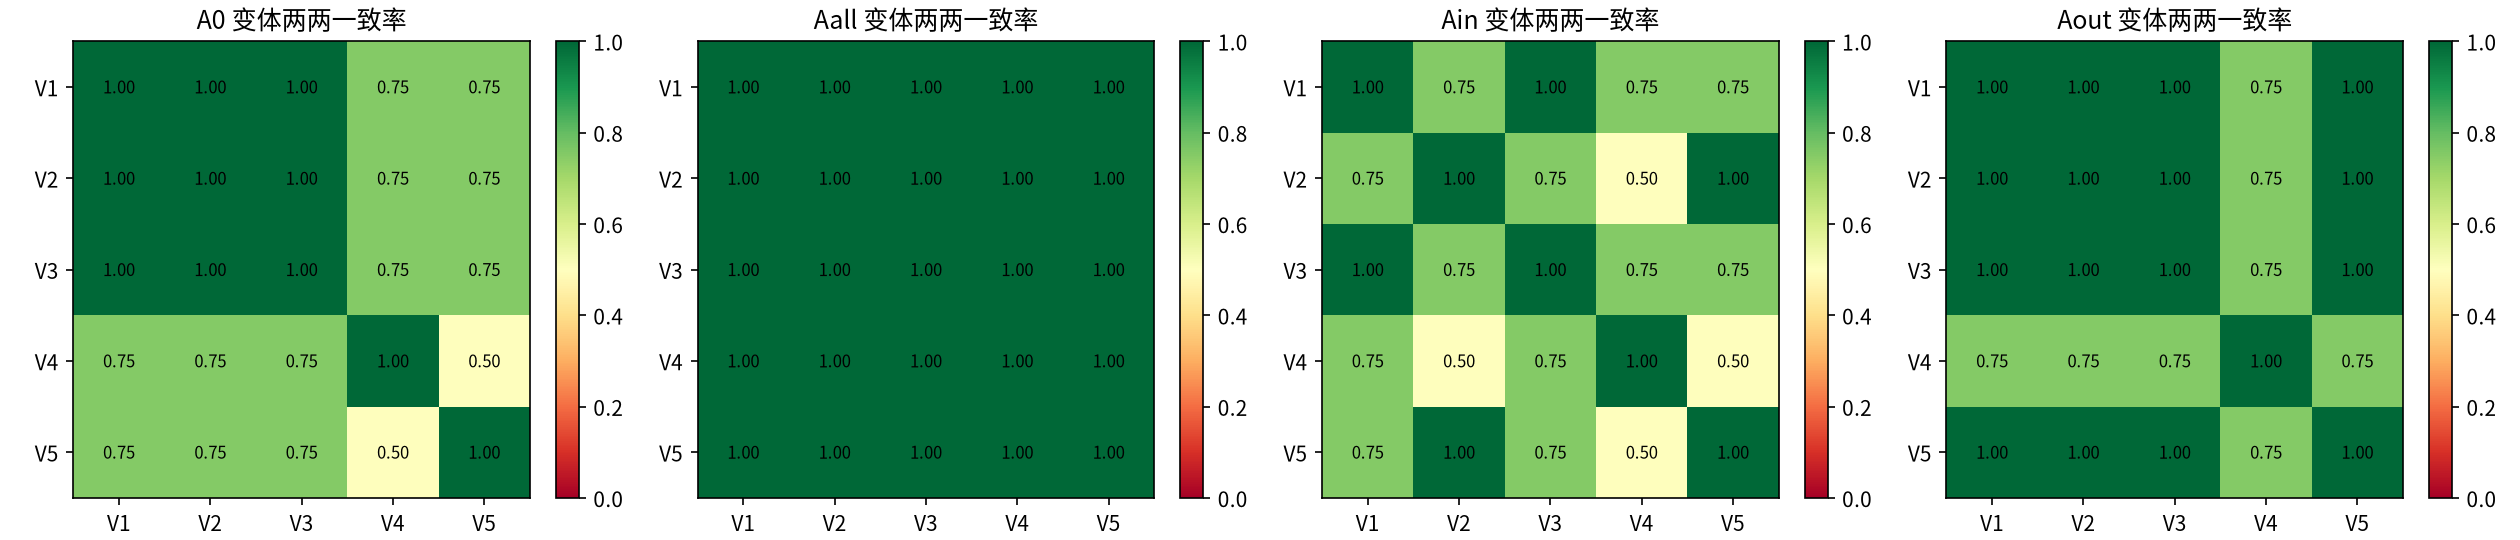 A0 变体两两一致率
V1 1.00 1.00 1.00 0.75 0.75
V2 1.00 1.00 1.00 0.75 0.75
V3 1.00 1.00 1.00 0.75 0.75
V4 0.75 0.75 0.75 1.00 0.50
V5 0.75 0.75 0.75 0.50 1.00
V1 V2 V3 V4 V5
1.0
0.8
0.6
0.4
0.2
0.0
Aall 变体两两一致率
V1 1.00 1.00 1.00 1.00 1.00
V2 1.00 1.00 1.00 1.00 1.00
V3 1.00 1.00 1.00 1.00 1.00
V4 1.00 1.00 1.00 1.00 1.00
V5 1.00 1.00 1.00 1.00 1.00
V1 V2 V3 V4 V5
1.0
0.8
0.6
0.4
0.2
0.0
Ain 变体两两一致率
V1 1.00 0.75 1.00 0.75 0.75
V2 0.75 1.00 0.75 0.50 1.00
V3 1.00 0.75 1.00 0.75 0.75
V4 0.75 0.50 0.75 1.00 0.50
V5 0.75 1.00 0.75 0.50 1.00
V1 V2 V3 V4 V5
1.0
0.8
0.6
0.4
0.2
0.0
Aout 变体两两一致率
V1 1.00 1.00 1.00 0.75 1.00
V2 1.00 1.00 1.00 0.75 1.00
V3 1.00 1.00 1.00 0.75 1.00
V4 0.75 0.75 0.75 1.00 0.75
V5 1.00 1.00 1.00 0.75 1.00
V1 V2 V3 V4 V5
1.0
0.8
0.6
0.4
0.2
0.0